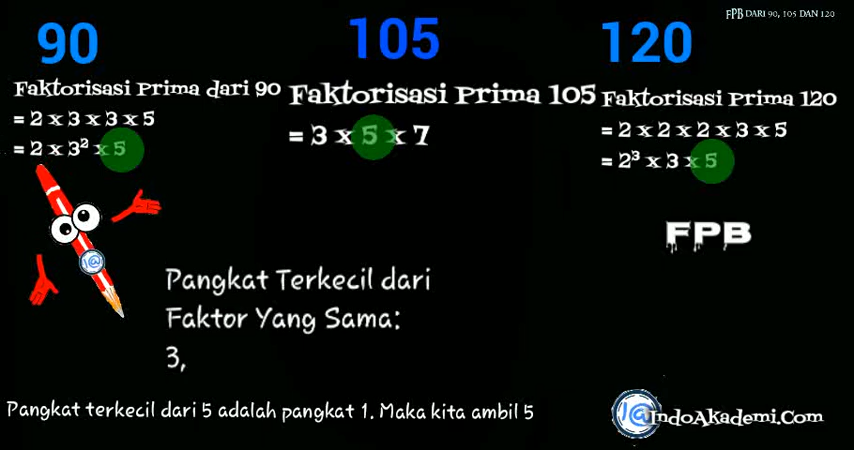 FPB DARI 90, 105 DAN 120
90
105
120
Faktorisasi Prima dari 90
= 2 x 3 x 3 x 5
= 2 x 3² x 5
Faktorisasi Prima 105
= 3 x 5 x 7
Faktorisasi Prima 120
= 2 x 2 x 2 x 3 x 5
= 2³ x 3 x 5
FPB
Pangkat Terkecil dari
Faktor Yang Sama:
3,
Pangkat terkecil dari 5 adalah pangkat 1. Maka kita ambil 5
IndoAkademi.Com